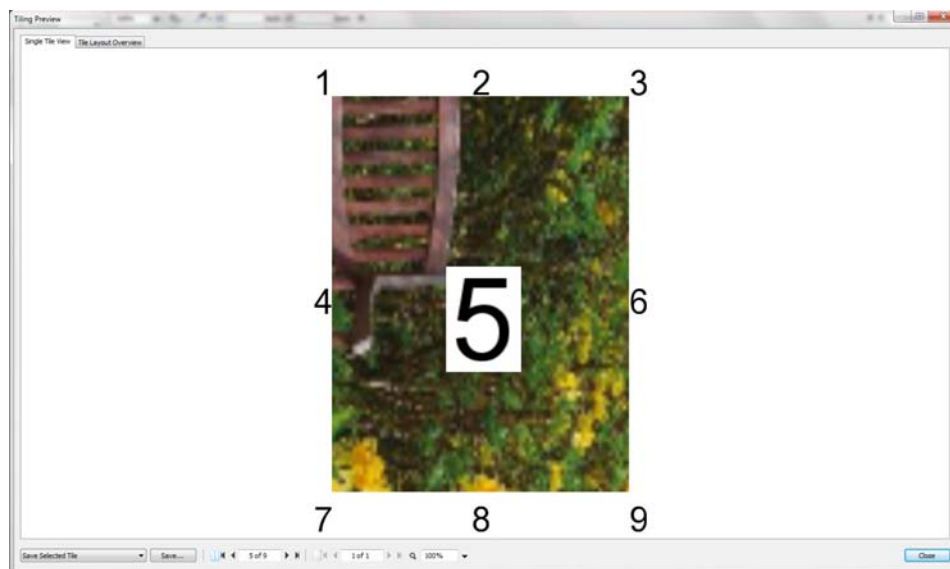 Tiling Preview
Single Tile View Tile Layout Overview
1 2 3
4 5 6
7 8 9
Save Selected Tile Save... 5 of 9 1 of 1 100% Close